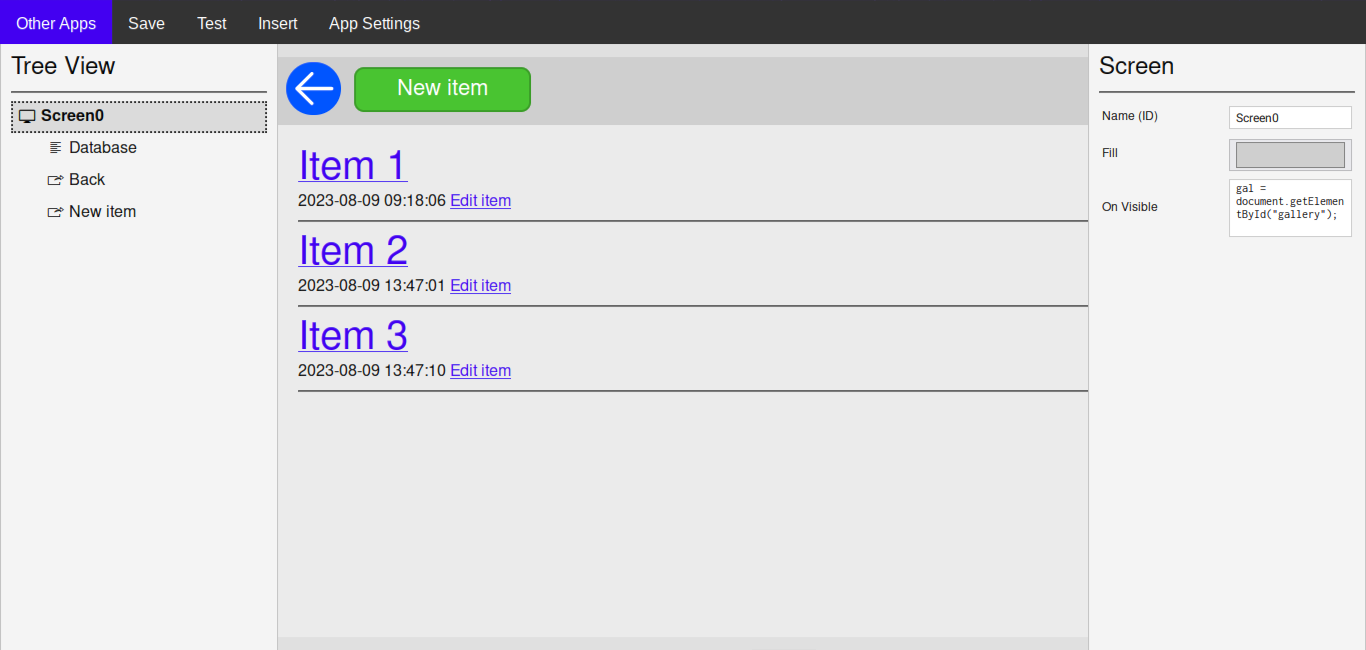 Other Apps Save Test Insert App Settings
Tree View
Screen0
Database
Back
New item
New item
Item 1
2023-08-09 09:18:06 Edit item
Item 2
2023-08-09 13:47:01 Edit item
Item 3
2023-08-09 13:47:10 Edit item
Screen
Name (ID) Screen0
Fill
On Visible
gal =
document.getElemen
tById("gallery");